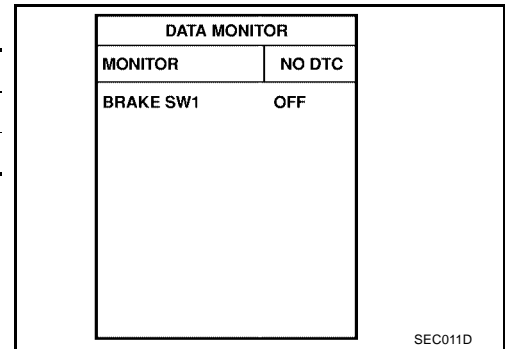 DATA MONITOR
MONITOR NO DTC
BRAKE SW1 OFF
SEC011D